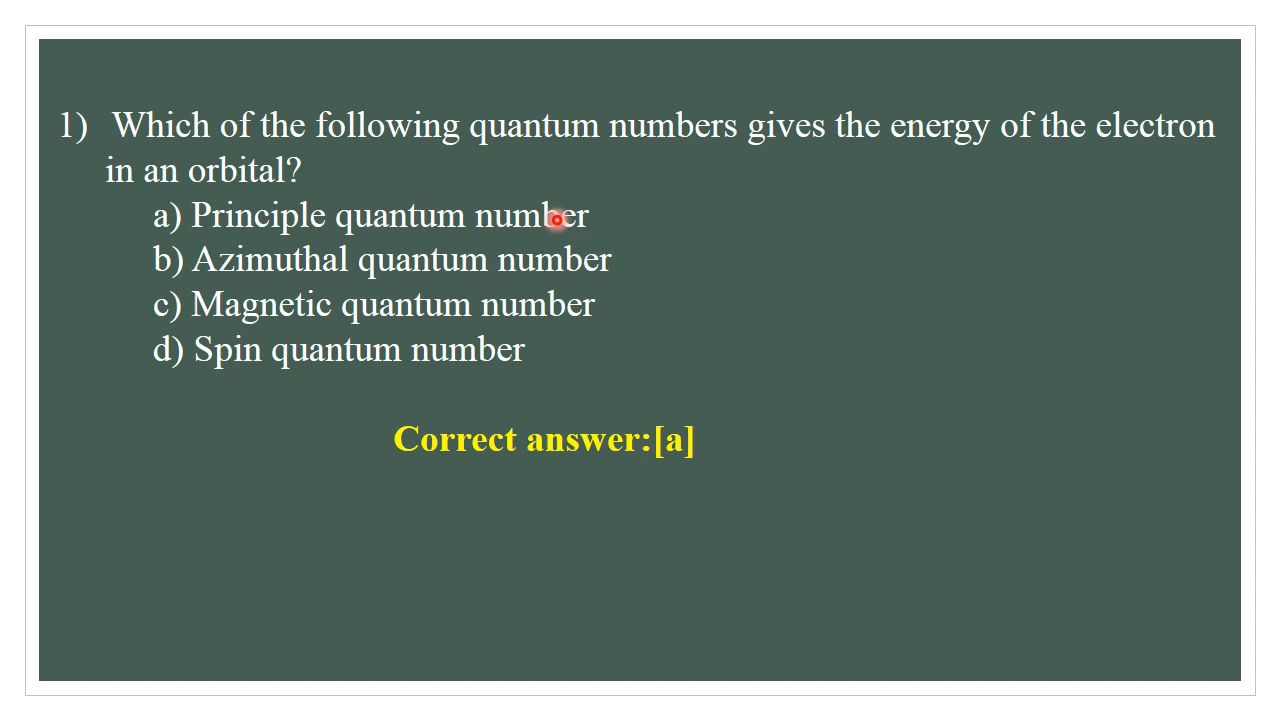 1) Which of the following quantum numbers gives the energy of the electron
in an orbital?
a) Principle quantum number
b) Azimuthal quantum number
c) Magnetic quantum number
d) Spin quantum number
Correct answer:[a]